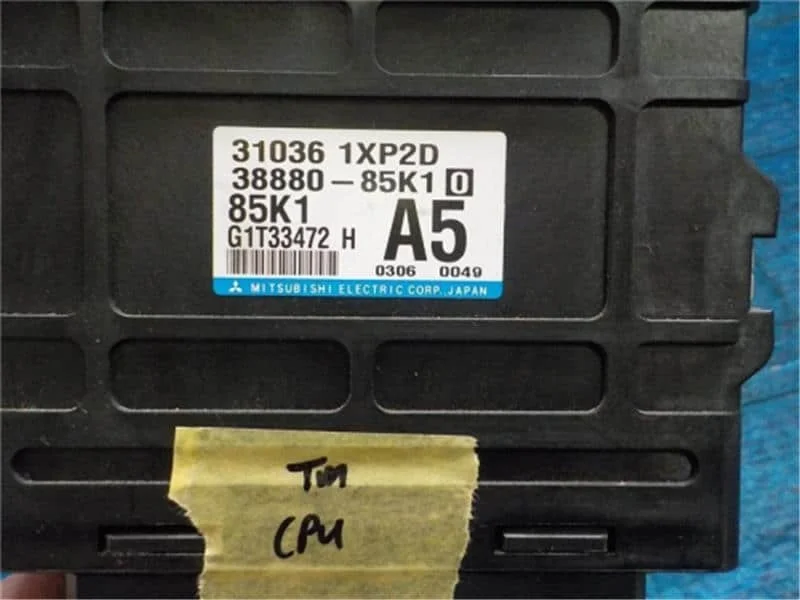 31036 1XP2D
38880-85K1 0
85K1 A5
G1T33472 H
0306 0049
MITSUBISHI ELECTRIC CORP., JAPAN
TM
CPU